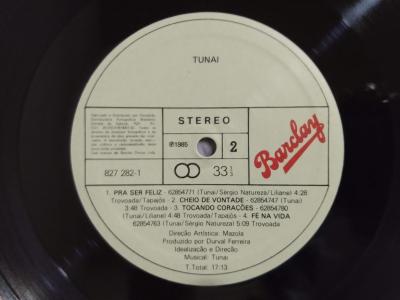 TUNAI
STEREO
℗1985
2
827 282-1
33⅓
Barclay
1. PRA SER FELIZ - 62854771 (Tunai/Sérgio Natureza/Liliane) 4:28
Trovoada/Tapajós - 2. CHEIO DE VONTADE - 62854747 (Tunai)
3:48 Trovoada - 3. TOCANDO CORAÇÕES - 62854780
(Tunai/Liliane) 4:48 Trovoada/Tapajós - 4. FÉ NA VIDA
62854763 (Tunai/Sérgio Natureza) 5:09 Trovoada
Direção Artística: Mazola
Produzido por Durval Ferreira
Idealização e Direção
Musical: Tunai
T.Total: 17:13